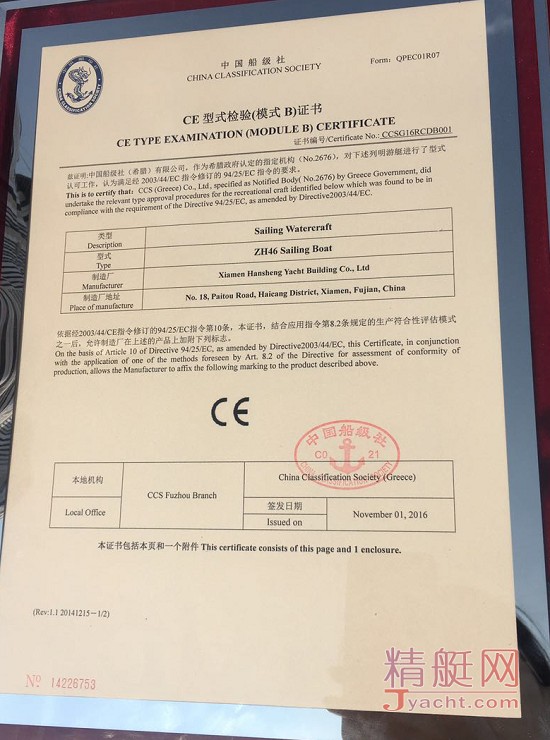 中 国 船 级 社
CHINA CLASSIFICATION SOCIETY
Form: QPEC01R07
CE 型式检验(模式 B)证书
CE TYPE EXAMINATION (MODULE B) CERTIFICATE
证书编号/Certificate No.: CCSG16RCDB001
兹证明:中国船级社（希腊）有限公司，作为希腊政府认定的指定机构（No.2676），对下述列明游艇进行了型式
认可工作，认为满足经 2003/44/EC 指令修订的 94/25/EC 指令的要求。
This is to certify that: CCS (Greece) Co., Ltd., specified as Notified Body( No.2676) by Greece Government, did
undertake the relevant type approval procedures for the recreational craft identified below which was found to be in
compliance with the requirement of the Directive 94/25/EC, as amended by Directive2003/44/EC.
类型
Description
Sailing Watercraft
型式
Type
ZH46 Sailing Boat
制造厂
Manufacturer
Xiamen Hansheng Yacht Building Co., Ltd
制造厂地址
Place of manufacture
No. 18, Paitou Road, Haicang District, Xiamen, Fujian, China
依据经2003/44/CE指令修订的94/25/EC指令第10条，本证书，结合应用指令第8.2条规定的生产符合性评估模式
之一后，允许制造厂在上述的产品上加附下列标志。
On the basis of Article 10 of Directive 94/25/EC, as amended by Directive2003/44/EC, this Certificate, in conjunction
with the application of one of the methods foreseen by Art. 8.2 of the Directive for assessment of conformity of
production, allows the Manufacturer to affix the following marking to the product described above.
CE
中国船级社
CO 21
本地机构
Local Office
CCS Fuzhou Branch
China Classification Society (Greece)
签发日期
Issued on
November 01, 2016
本证书包括本页和一个附件 This certificate consists of this page and 1 enclosure.
(Rev:1.1 20141215-1/2)
Nº 14226753
精艇网
Jyacht.com